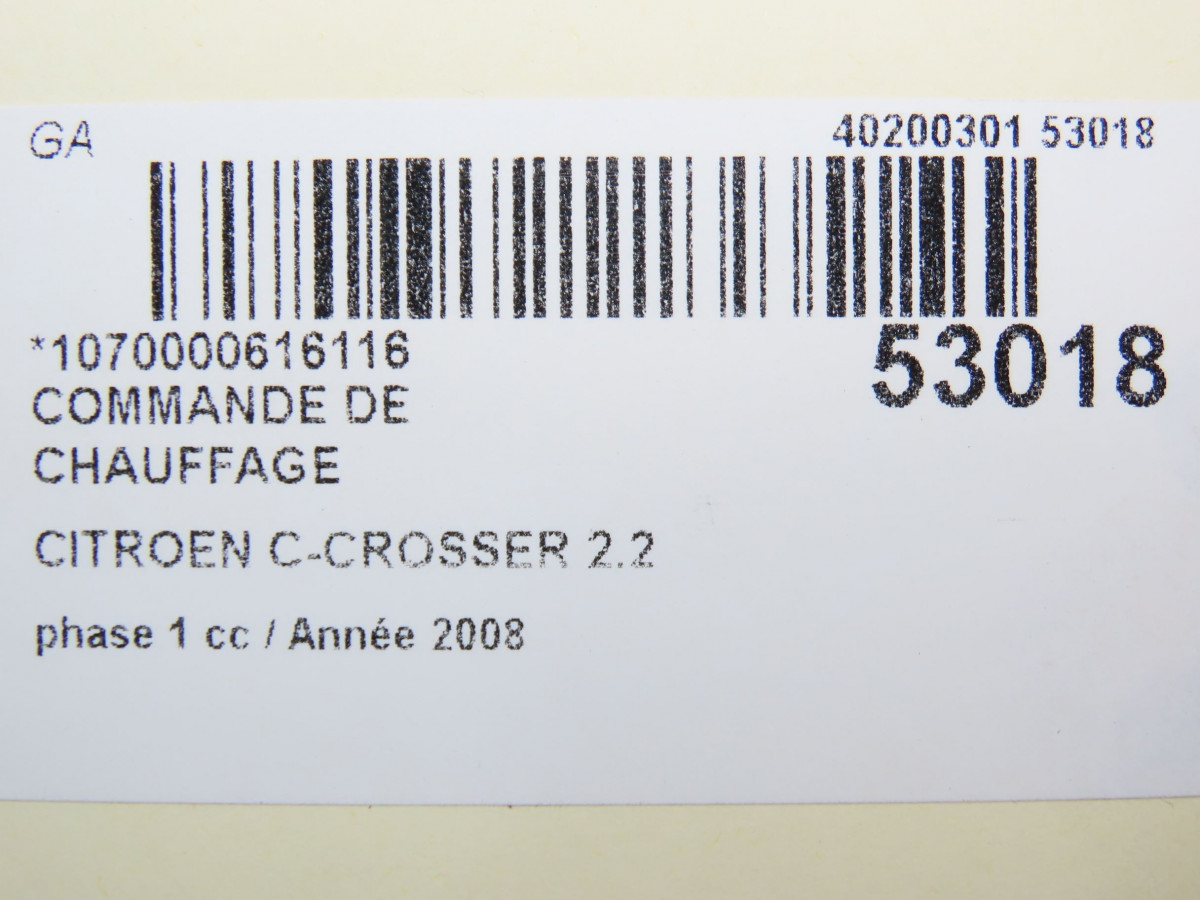 GA
40200301 53018
*1070000616116
53018
COMMANDE DE
CHAUFFAGE
CITROEN C-CROSSER 2.2
phase 1 cc / Année 2008